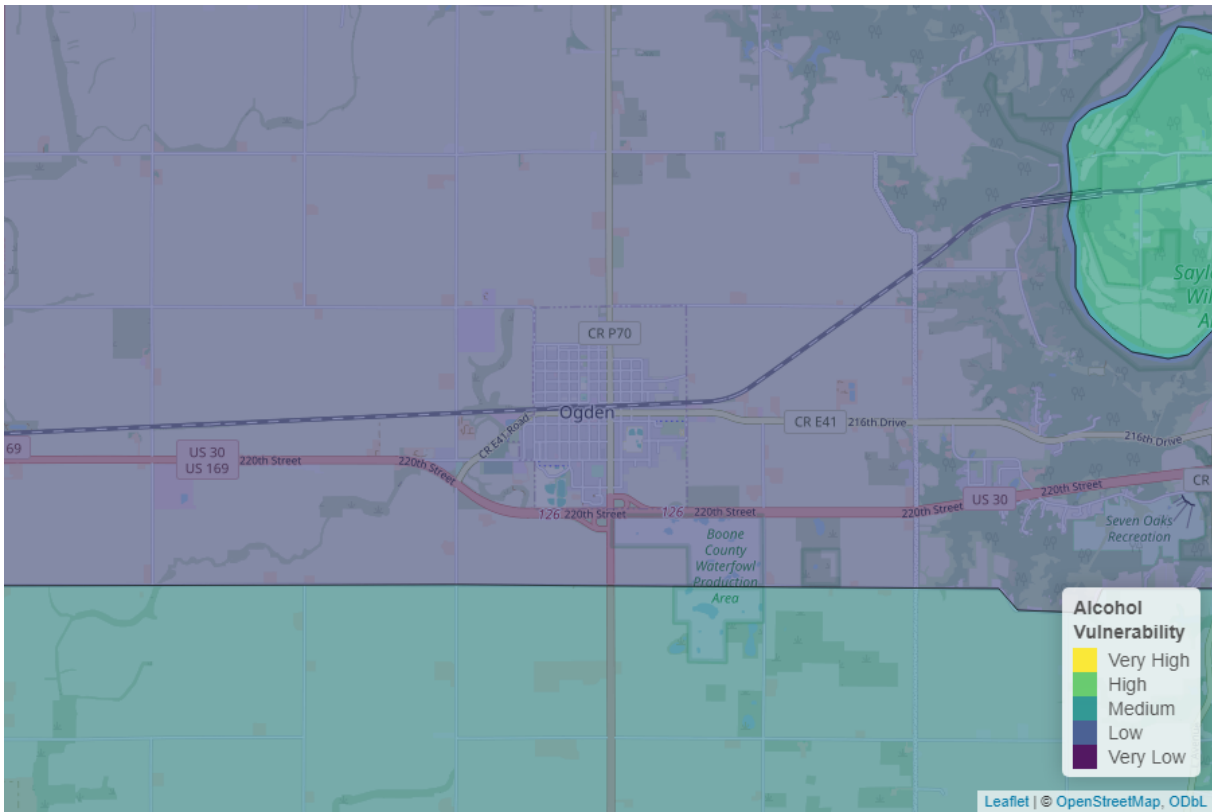 Sayl
Wil
A
CR P70
Ogden
CR E41 Road
CR E41
216th Drive
216th Drive
69
US 30
US 169
220th Street
220th Street
US 30
220th Street
CR
126
220th Street
126
220th Street
220th Street
Seven Oaks
Recreation
Boone
County
Waterfowl
Production
Area
Alcohol
Vulnerability
Very High
High
Medium
Low
Very Low
Leaflet | © OpenStreetMap, ODbL